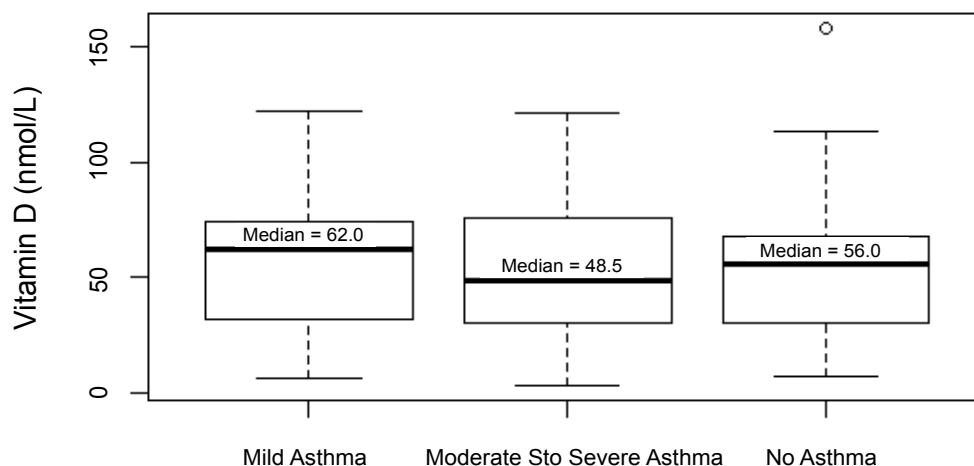 Vitamin D (nmol/L)
150
100
50
0
Median = 62.0
Median = 48.5
Median = 56.0
Mild Asthma
Moderate Sto Severe Asthma
No Asthma